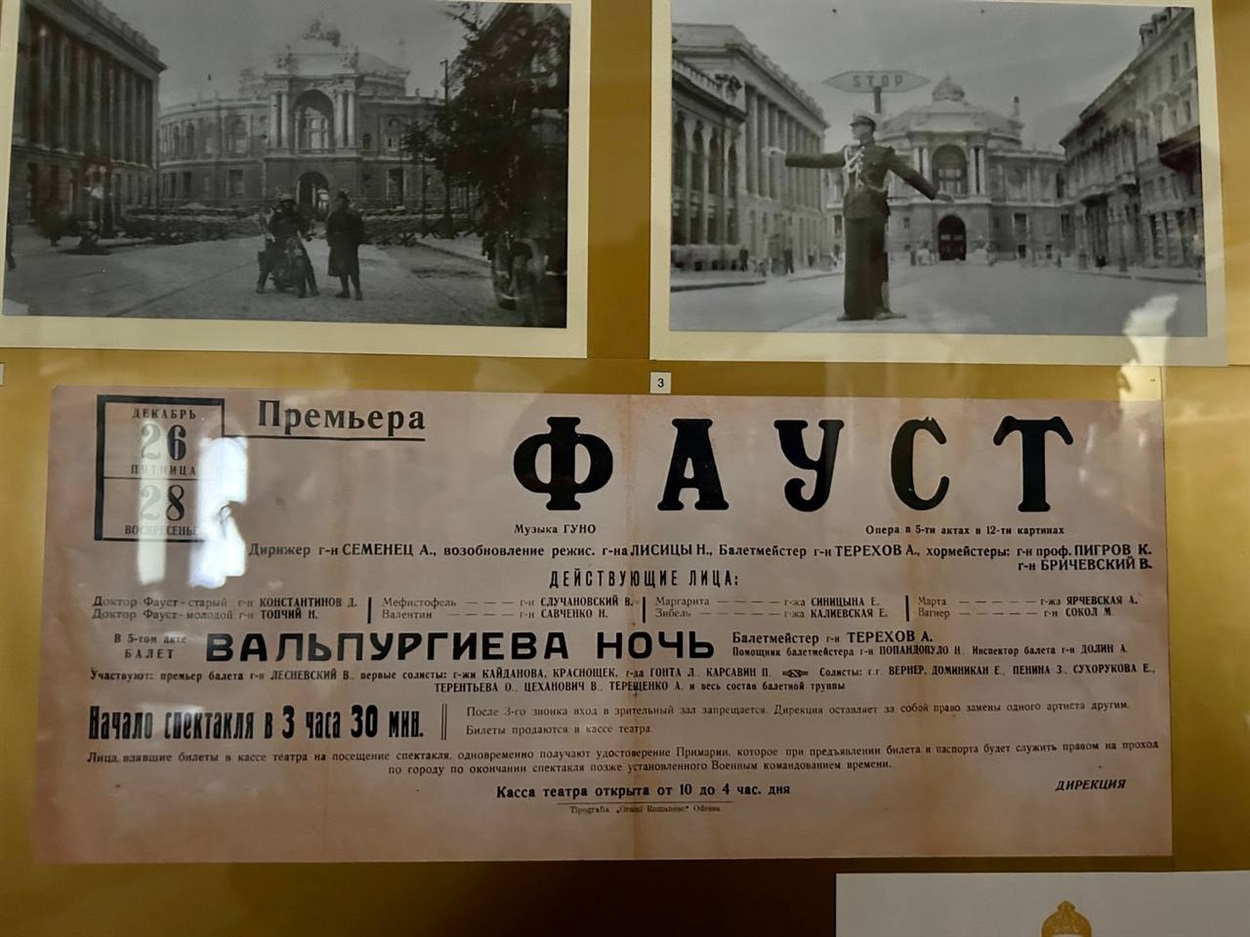 STOP
3
ДЕКАБРЬ
26
ПЯТНИЦА
28
ВОСКРЕСЕНЬЕ
Премьера
ФАУСТ
Музыка ГУНО
Опера в 5-ти актах в 12-ти картинах
Дирижер г-н СЕМЕНЕЦ А., возобновление режис. г-на ЛИСИЦЫ Н., Балетмейстер г-н ТЕРЕХОВ А., хормейстеры: г-н проф. ПИГРОВ К.
г-н БРИЧЕВСКИЙ В.
ДЕЙСТВУЮЩИЕ ЛИЦА:
Доктор Фауст-старый г-н КОНСТАНТИНОВ Д.
Доктор Фауст-молодой г-н ТОПЧИЙ Н.
Мефистофель — — — — г-н СЛУЧАНОВСКИЙ В.
Валентин — — — — г-н САВЧЕНКО Н.
Маргарита — — — — г-жа СИНИЦЫНА Е.
Зибель — — — — г-жа КАЛИЕВСКАЯ Е.
Марта — — — — г-жа ЯРЧЕВСКАЯ А.
Вагнер — — — — г-н СОКОЛ М.
В 5-том акте
БАЛЕТ
ВАЛЬПУРГИЕВА НОЧЬ
Балетмейстер г-н ТЕРЕХОВ А.
Помощник балетмейстера г-н ПОПАНДОПУЛО Н. Инспектор балета г-н ДОЛИН А.
Участвуют: премьер балета г-н ЛЕСНЕВСКИЙ В., первые солисты: г-жи КАЙДАНОВА, КРАСНОЩЕК, г-да ГОНТА Л., КАРСАВИН П. Солисты: г.г. ВЕРНЕР, ДОМИНИКАН Е., ПЕНИНА З., СУХОРУКОВА Е.,
ТЕРЕНТЬЕВА О., ЦЕХАНОВИЧ В., ТЕРЕЩЕНКО А. и весь состав балетной труппы
Начало спектакля в 3 часа 30 мин.
После 3-го звонка вход в зрительный зал запрещается. Дирекция оставляет за собой право замены одного артиста другим.
Билеты продаются в кассе театра.
Лица, взявшие билеты в кассе театра на посещение спектакля, одновременно получают удостоверение Примарии, которое при предъявлении билета и паспорта будет служить правом на проход
по городу по окончании спектакля позже установленного Военным командованием времени.
ДИРЕКЦИЯ
Касса театра открыта от 10 до 4 час. дня
Tipografia „Graiul Romanesc" Odessa